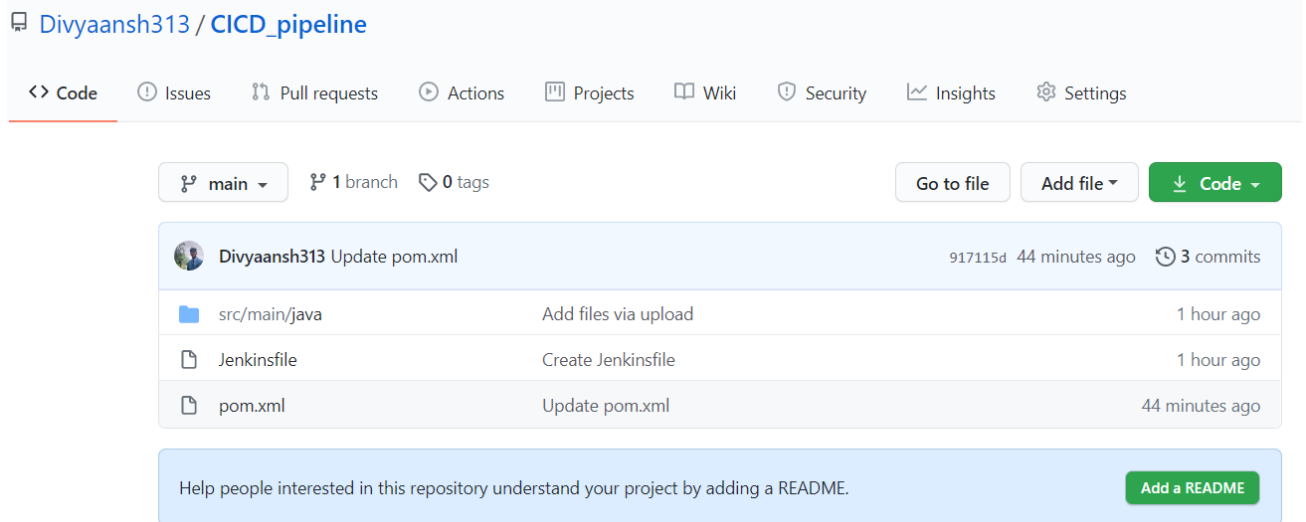 Divyaansh313 / CICD_pipeline
<> Code Issues Pull requests Actions Projects Wiki Security Insights Settings
main 1 branch 0 tags Go to file Add file Code
Divyaansh313 Update pom.xml 917115d 44 minutes ago 3 commits
src/main/java Add files via upload 1 hour ago
Jenkinsfile Create Jenkinsfile 1 hour ago
pom.xml Update pom.xml 44 minutes ago
Help people interested in this repository understand your project by adding a README. Add a README